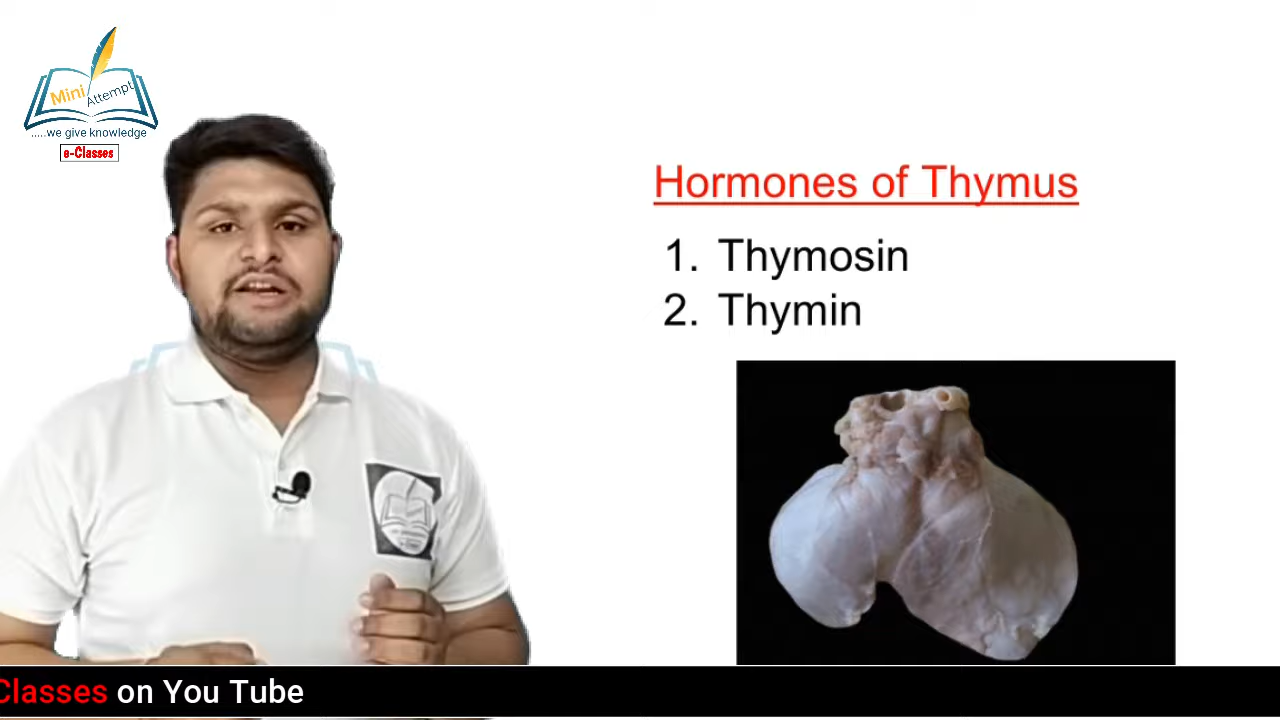 Mini Attempt
.....we give knowledge
e-Classes
Hormones of Thymus
1. Thymosin
2. Thymin
Classes on You Tube